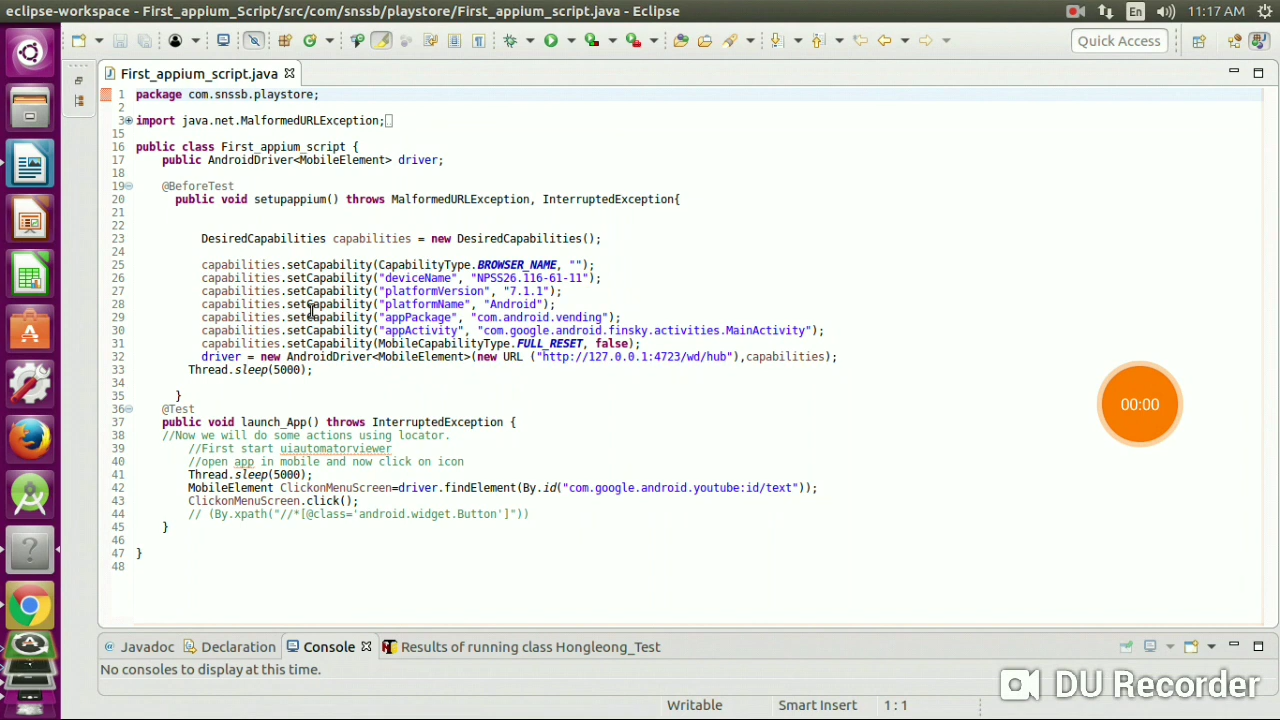 eclipse-workspace - First_appium_Script/src/com/snssb/playstore/First_appium_script.java - Eclipse
En
11:17 AM
Quick Access
First_appium_script.java
1 package com.snssb.playstore;
2
3 import java.net.MalformedURLException;
15
16 public class First_appium_script {
17 public AndroidDriver<MobileElement> driver;
18
19 @BeforeTest
20 public void setupappium() throws MalformedURLException, InterruptedException{
21
22
23 DesiredCapabilities capabilities = new DesiredCapabilities();
24
25 capabilities.setCapability(CapabilityType.BROWSER_NAME, "");
26 capabilities.setCapability("deviceName", "NPSS26.116-61-11");
27 capabilities.setCapability("platformVersion", "7.1.1");
28 capabilities.setCapability("platformName", "Android");
29 capabilities.setCapability("appPackage", "com.android.vending");
30 capabilities.setCapability("appActivity", "com.google.android.finsky.activities.MainActivity");
31 capabilities.setCapability(MobileCapabilityType.FULL_RESET, false);
32 driver = new AndroidDriver<MobileElement>(new URL ("http://127.0.0.1:4723/wd/hub"),capabilities);
33 Thread.sleep(5000);
34
35 }
36 @Test
37 public void launch_App() throws InterruptedException {
38 //Now we will do some actions using locator.
39 //First start uiautomatorviewer
40 //open app in mobile and now click on icon
41 Thread.sleep(5000);
42 MobileElement ClickonMenuScreen=driver.findElement(By.id("com.google.android.youtube:id/text"));
43 ClickonMenuScreen.click();
44 // (By.xpath("//*[@class='android.widget.Button']"))
45 }
46
47 }
48
00:00
@ Javadoc Declaration Console Results of running class Hongleong_Test
No consoles to display at this time.
DU Recorder
Writable Smart Insert 1 : 1